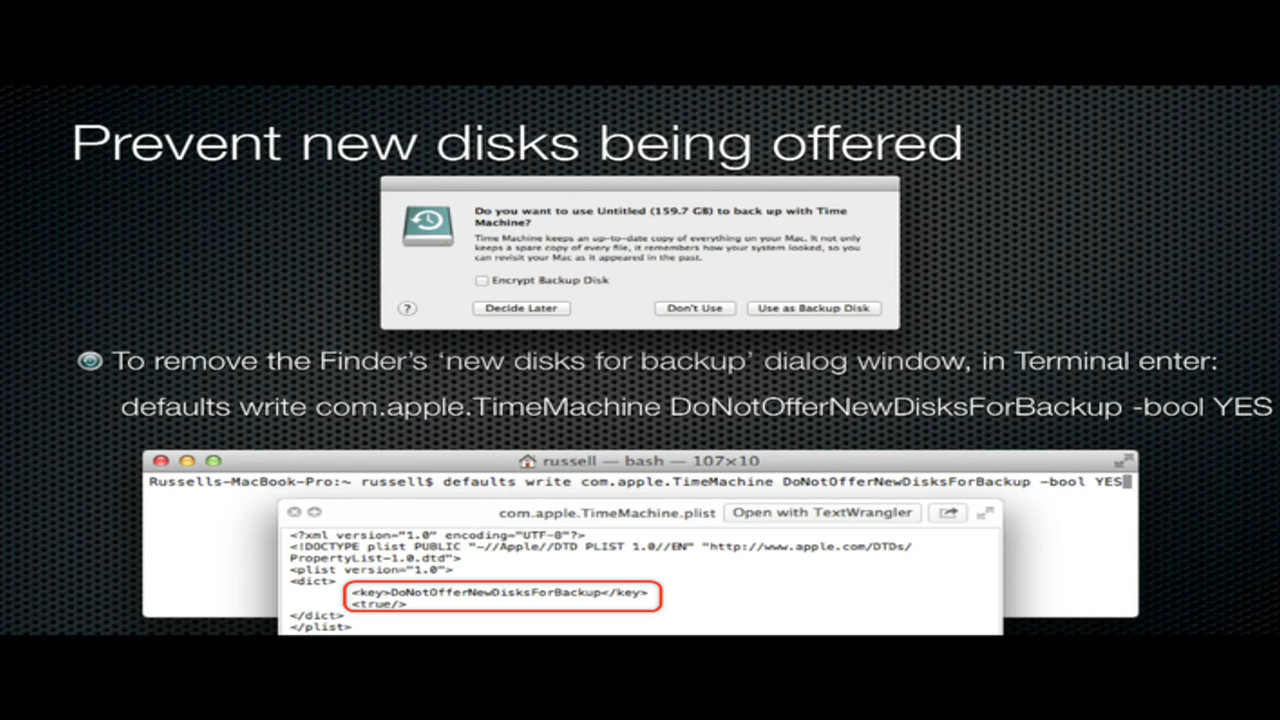 Prevent new disks being offered
Do you want to use Untitled (159.7 GB) to back up with Time
Machine?
Time Machine keeps an up-to-date copy of everything on your Mac. It not only
keeps a spare copy of every file, it remembers how your system looked, so you
can revisit your Mac as it appeared in the past.
Encrypt Backup Disk
?
Decide Later
Don't Use
Use as Backup Disk
To remove the Finder's ‘new disks for backup’ dialog window, in Terminal enter:
defaults write com.apple.TimeMachine DoNotOfferNewDisksForBackup -bool YES
russell — bash — 107×10
Russells-MacBook-Pro:~ russell$ defaults write com.apple.TimeMachine DoNotOfferNewDisksForBackup -bool YES
com.apple.TimeMachine.plist
Open with TextWrangler
<?xml version="1.0" encoding="UTF-8"?>
<!DOCTYPE plist PUBLIC "-//Apple//DTD PLIST 1.0//EN" "http://www.apple.com/DTDs/
PropertyList-1.0.dtd">
<plist version="1.0">
<dict>
<key>DoNotOfferNewDisksForBackup</key>
<true/>
</dict>
</plist>